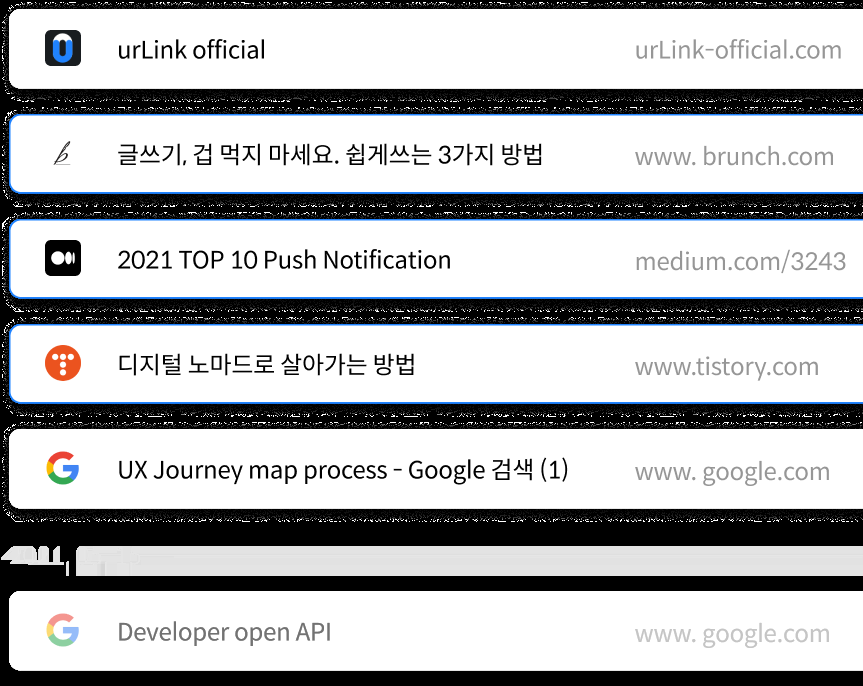 urLink official urLink-official.com
글쓰기, 겁 먹지 마세요. 쉽게쓰는 3가지 방법 www. brunch.com
2021 TOP 10 Push Notification medium.com/3243
디지털 노마드로 살아가는 방법 www.tistory.com
UX Journey map process - Google 검색 (1) www. google.com
Developer open API www. google.com